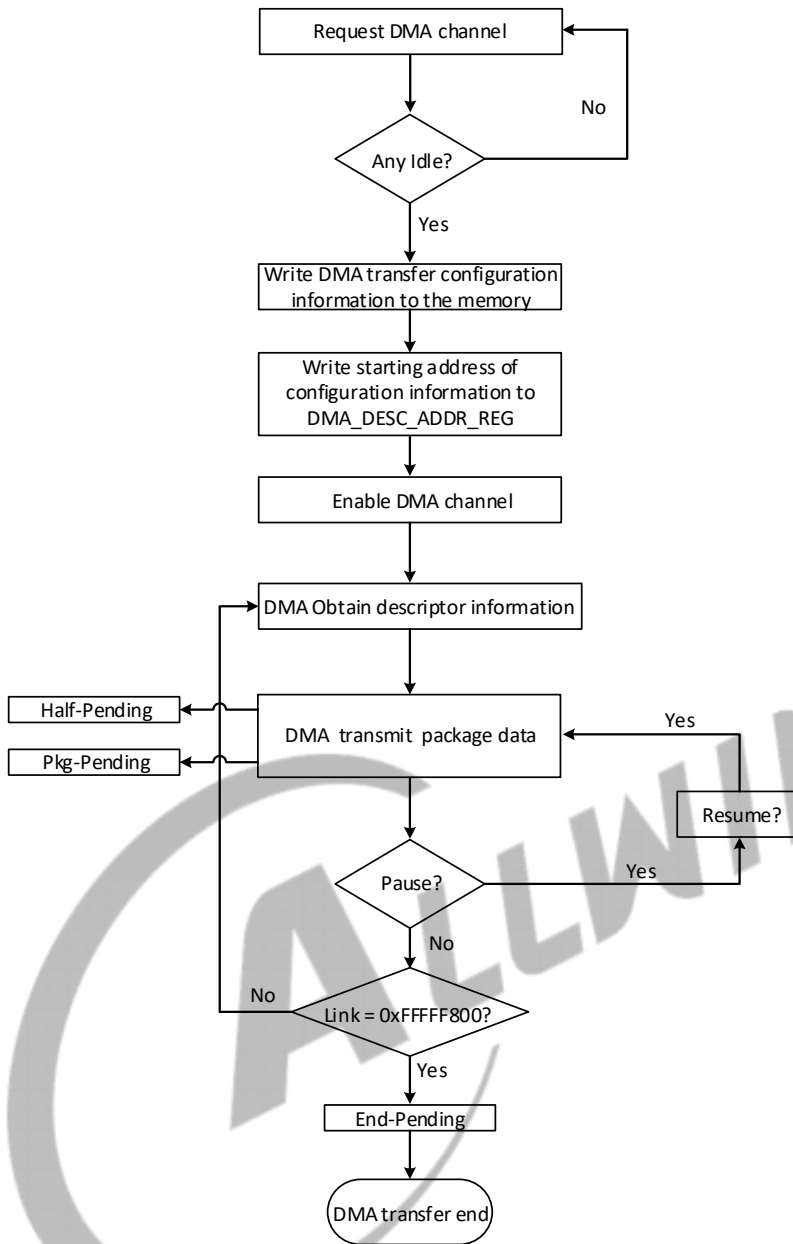 Request DMA channel
No
Any Idle?
Yes
Write DMA transfer configuration
information to the memory
Write starting address of
configuration information to
DMA_DESC_ADDR_REG
Enable DMA channel
DMA Obtain descriptor information
Half-Pending
DMA transmit package data
Yes
Pkg-Pending
Resume?
Pause?
Yes
No
No
Link = 0xFFFFF800?
Yes
End-Pending
DMA transfer end
ALLWI